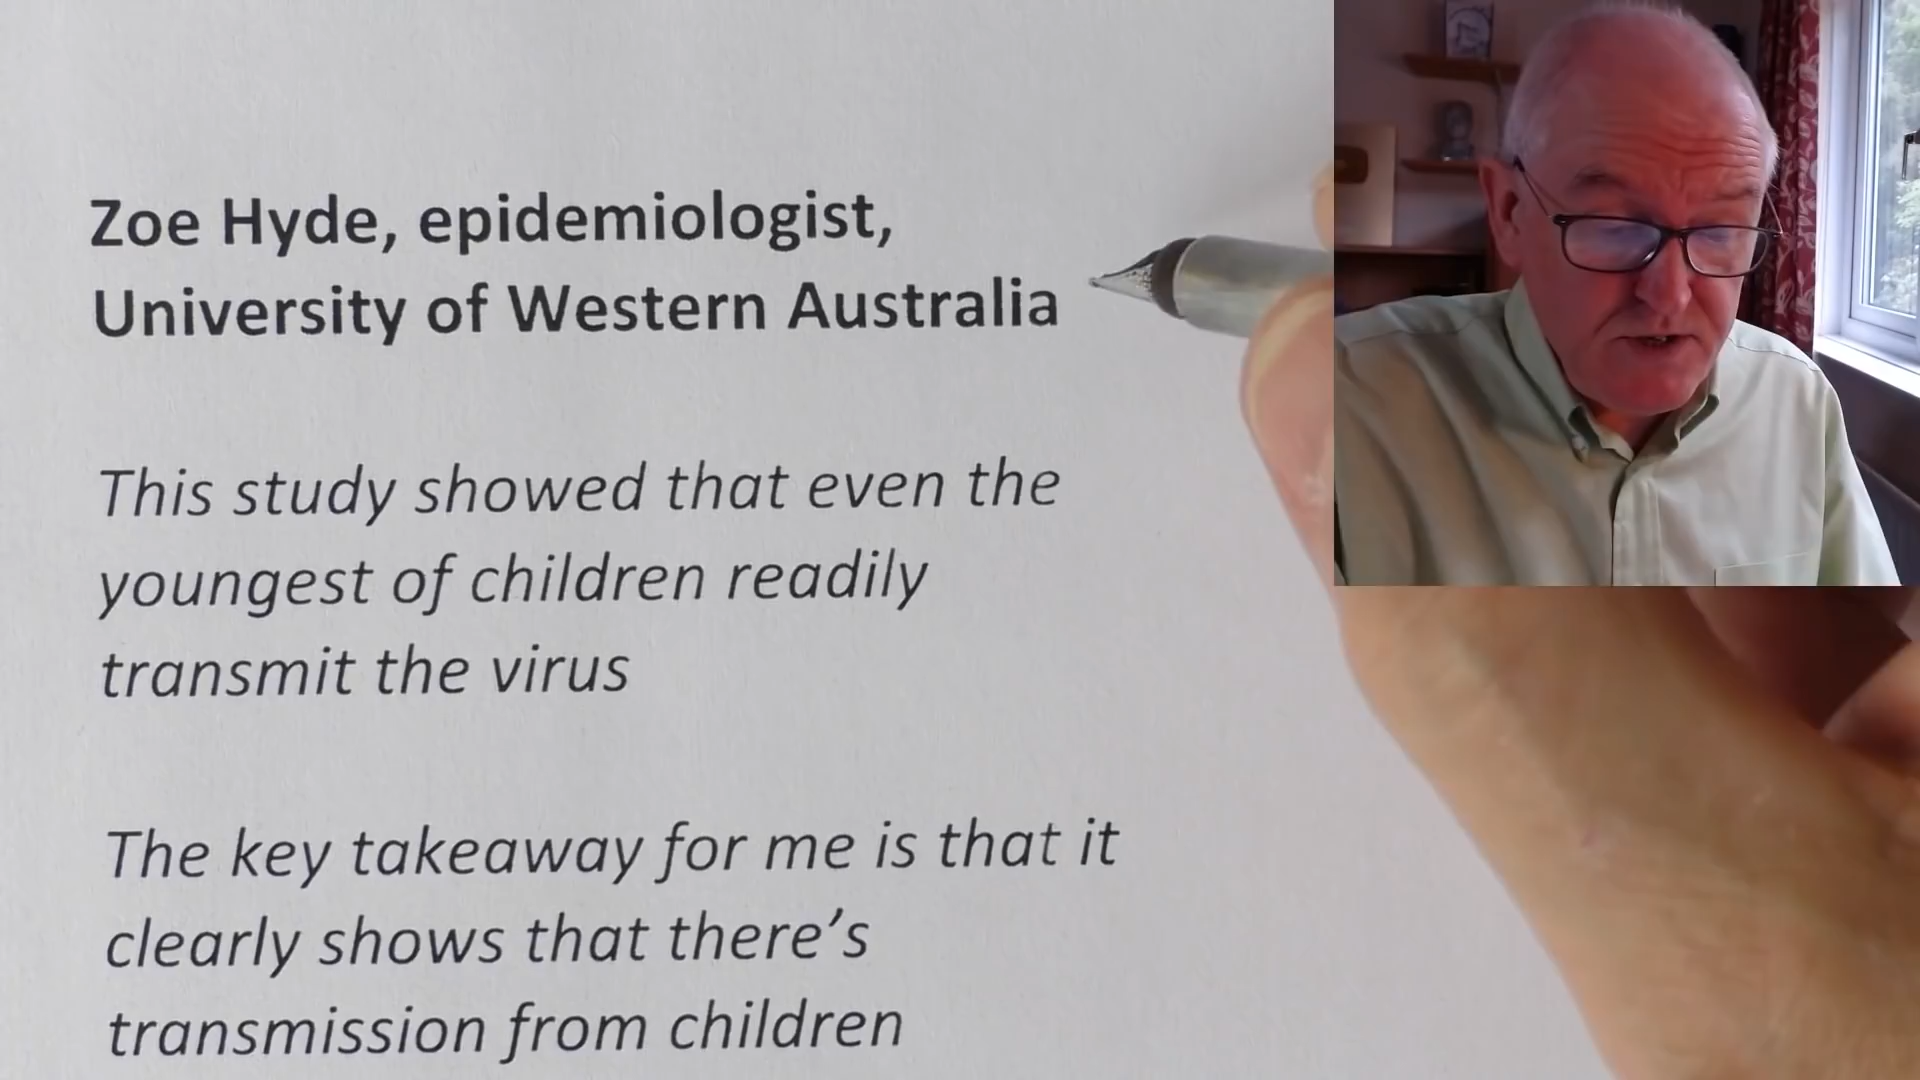 Zoe Hyde, epidemiologist,
University of Western Australia
This study showed that even the
youngest of children readily
transmit the virus
The key takeaway for me is that it
clearly shows that there’s
transmission from children